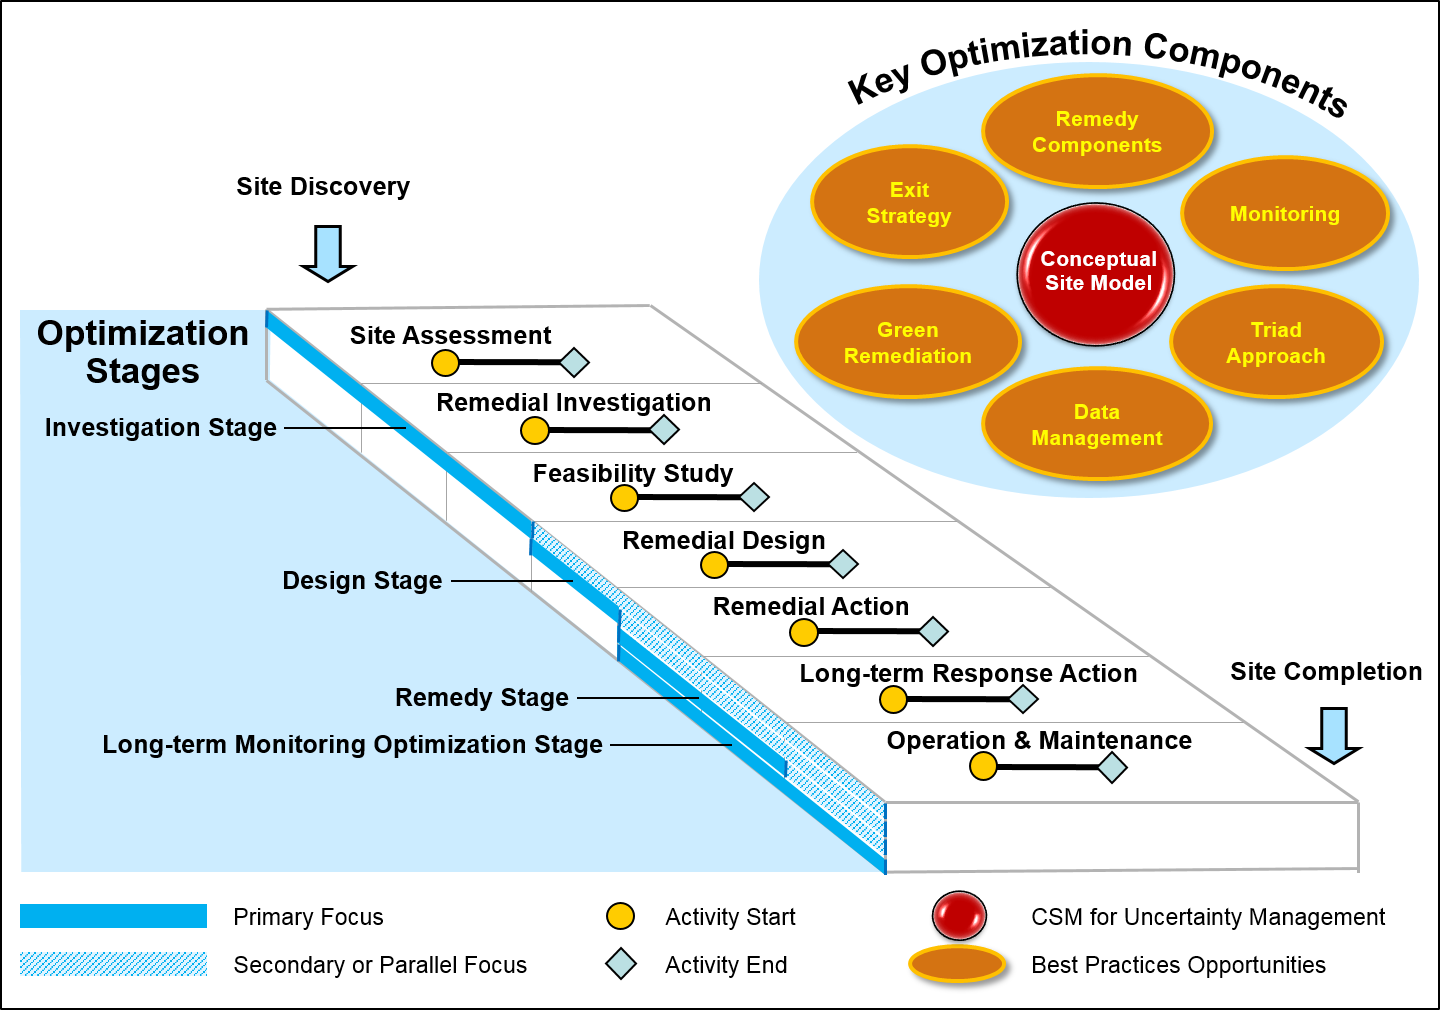 Key Optimization Components
Remedy
Components
Exit
Strategy
Monitoring
Conceptual
Site Model
Green
Remediation
Triad
Approach
Data
Management
Site Discovery
Optimization
Stages
Site Assessment
Remedial Investigation
Investigation Stage
Feasibility Study
Remedial Design
Design Stage
Remedial Action
Long-term Response Action
Site Completion
Remedy Stage
Long-term Monitoring Optimization Stage
Operation & Maintenance
Primary Focus
Activity Start
CSM for Uncertainty Management
Secondary or Parallel Focus
Activity End
Best Practices Opportunities